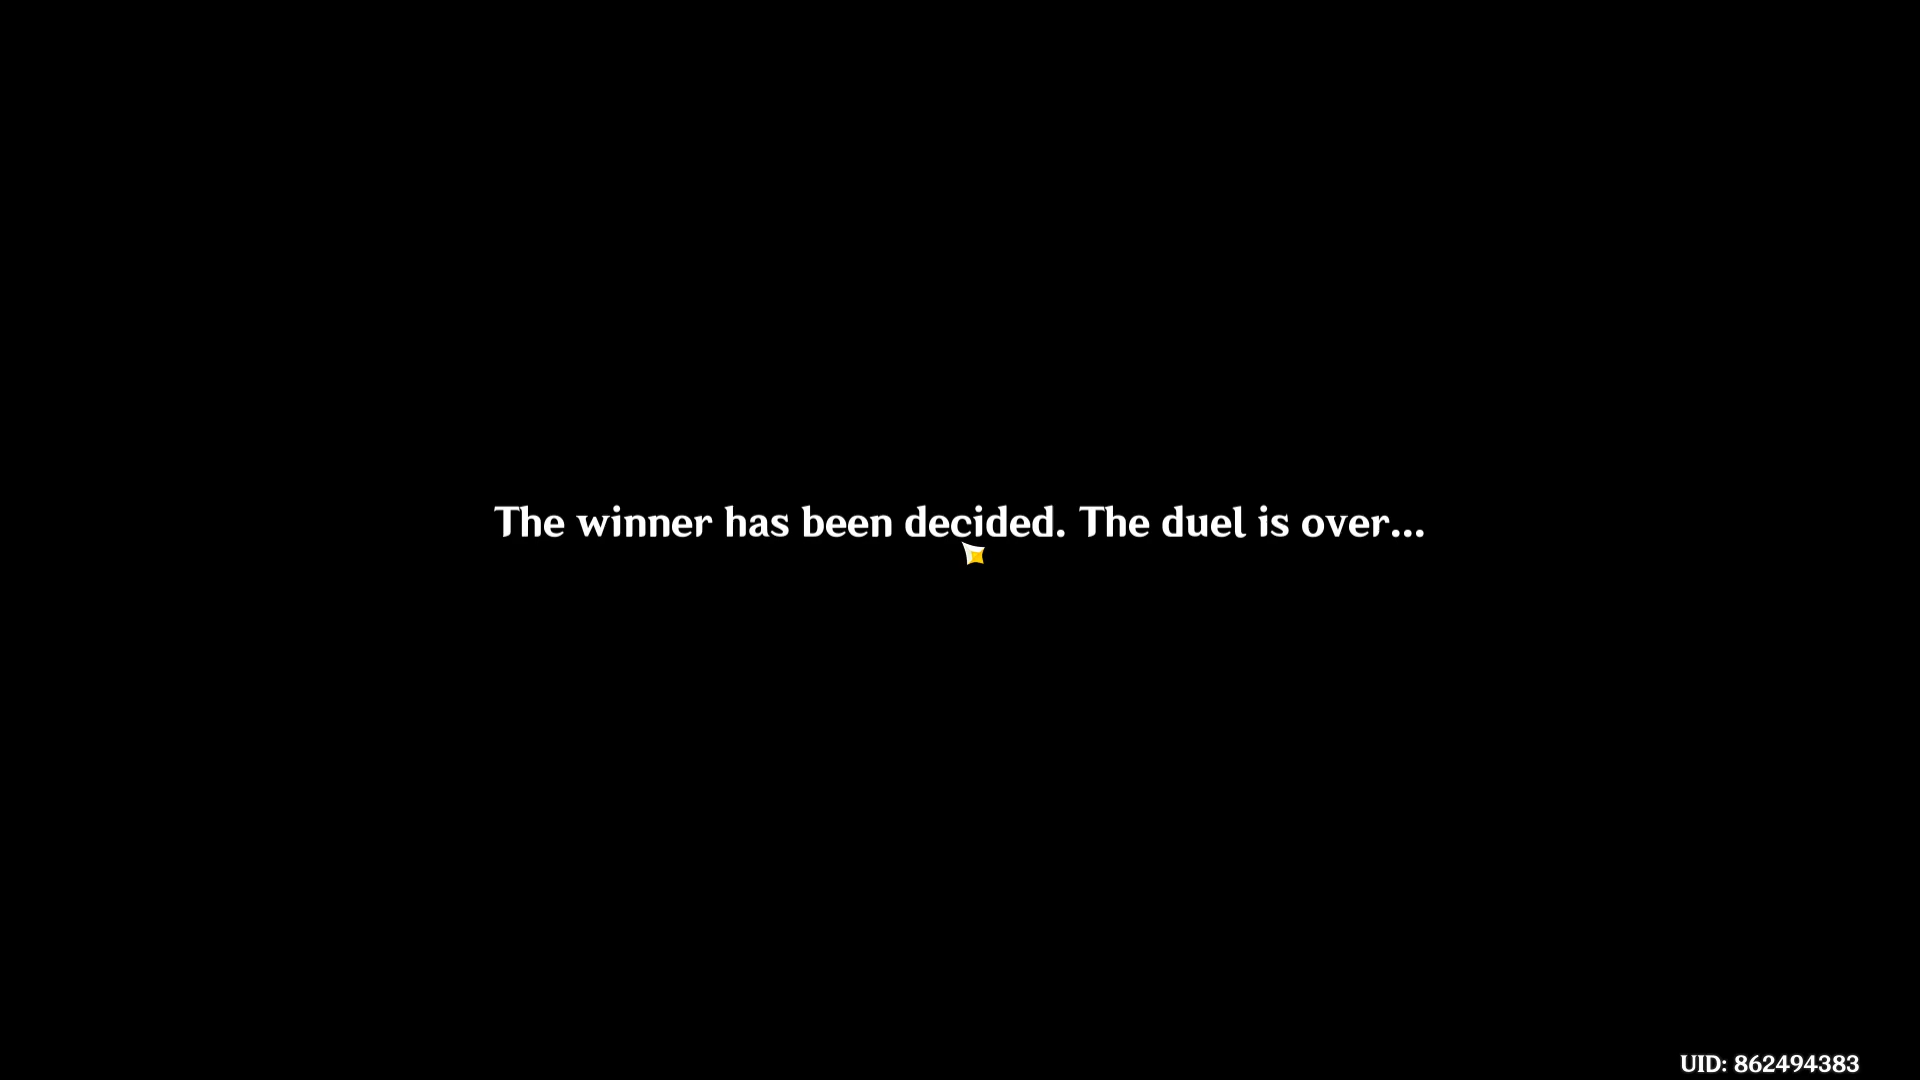 The winner has been decided. The duel is over...
UID: 862494383